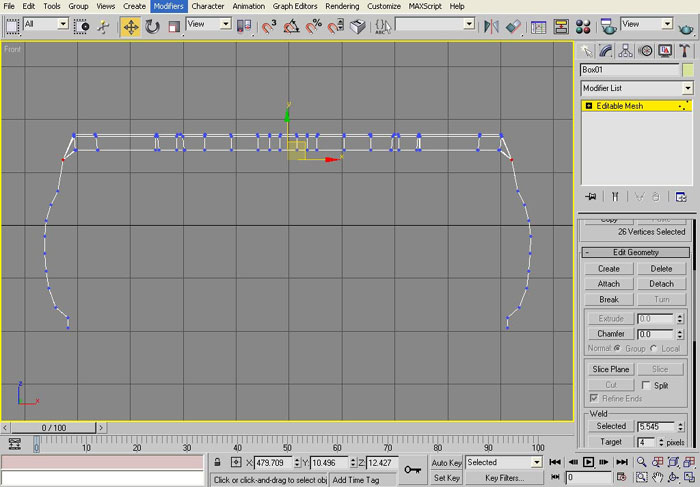 File Edit Tools Group Views Create Modifiers Character Animation Graph Editors Rendering Customize MAXScript Help
All View 3 % ABC View
Front
Box01
Modifier List
Editable Mesh
y
x
26 Vertices Selected
- Edit Geometry
Create Delete
Attach Detach
Break Turn
Extrude 0.0
Chamfer 0.0
Normal Group Local
Slice Plane Slice
Cut Split
Refine Ends
Weld
Selected 5.545
Target 4 pixels
z
x
< 0 / 100 >
0 10 20 30 40 50 60 70 80 90 100
X: 479.709 Y: 10.496 Z: 12.427 Auto Key Selected
Click or click-and-drag to select obj Add Time Tag Set Key Key Filters... 0